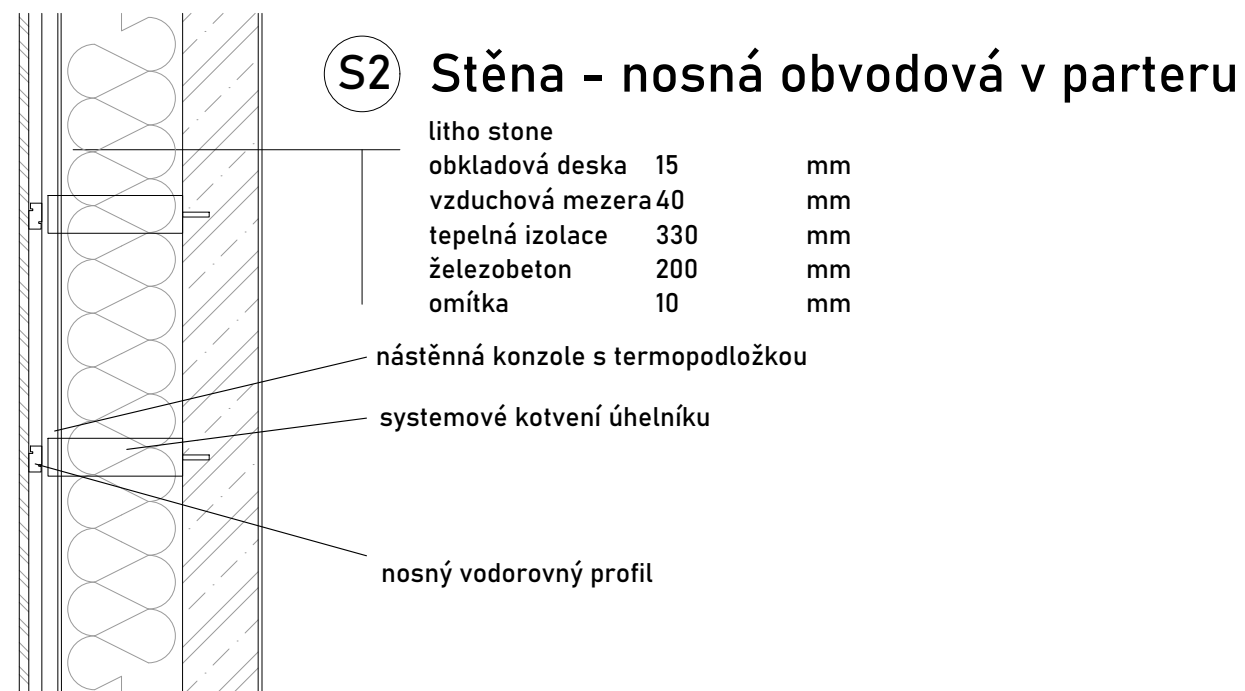 S2 Stěna - nosná obvodová v parteru
litho stone
obkladová deska 15 mm
vzduchová mezera 40 mm
tepelná izolace 330 mm
železobeton 200 mm
omítka 10 mm
nástěnná konzole s termopodložkou
systemové kotvení úhelníku
nosný vodorovný profil